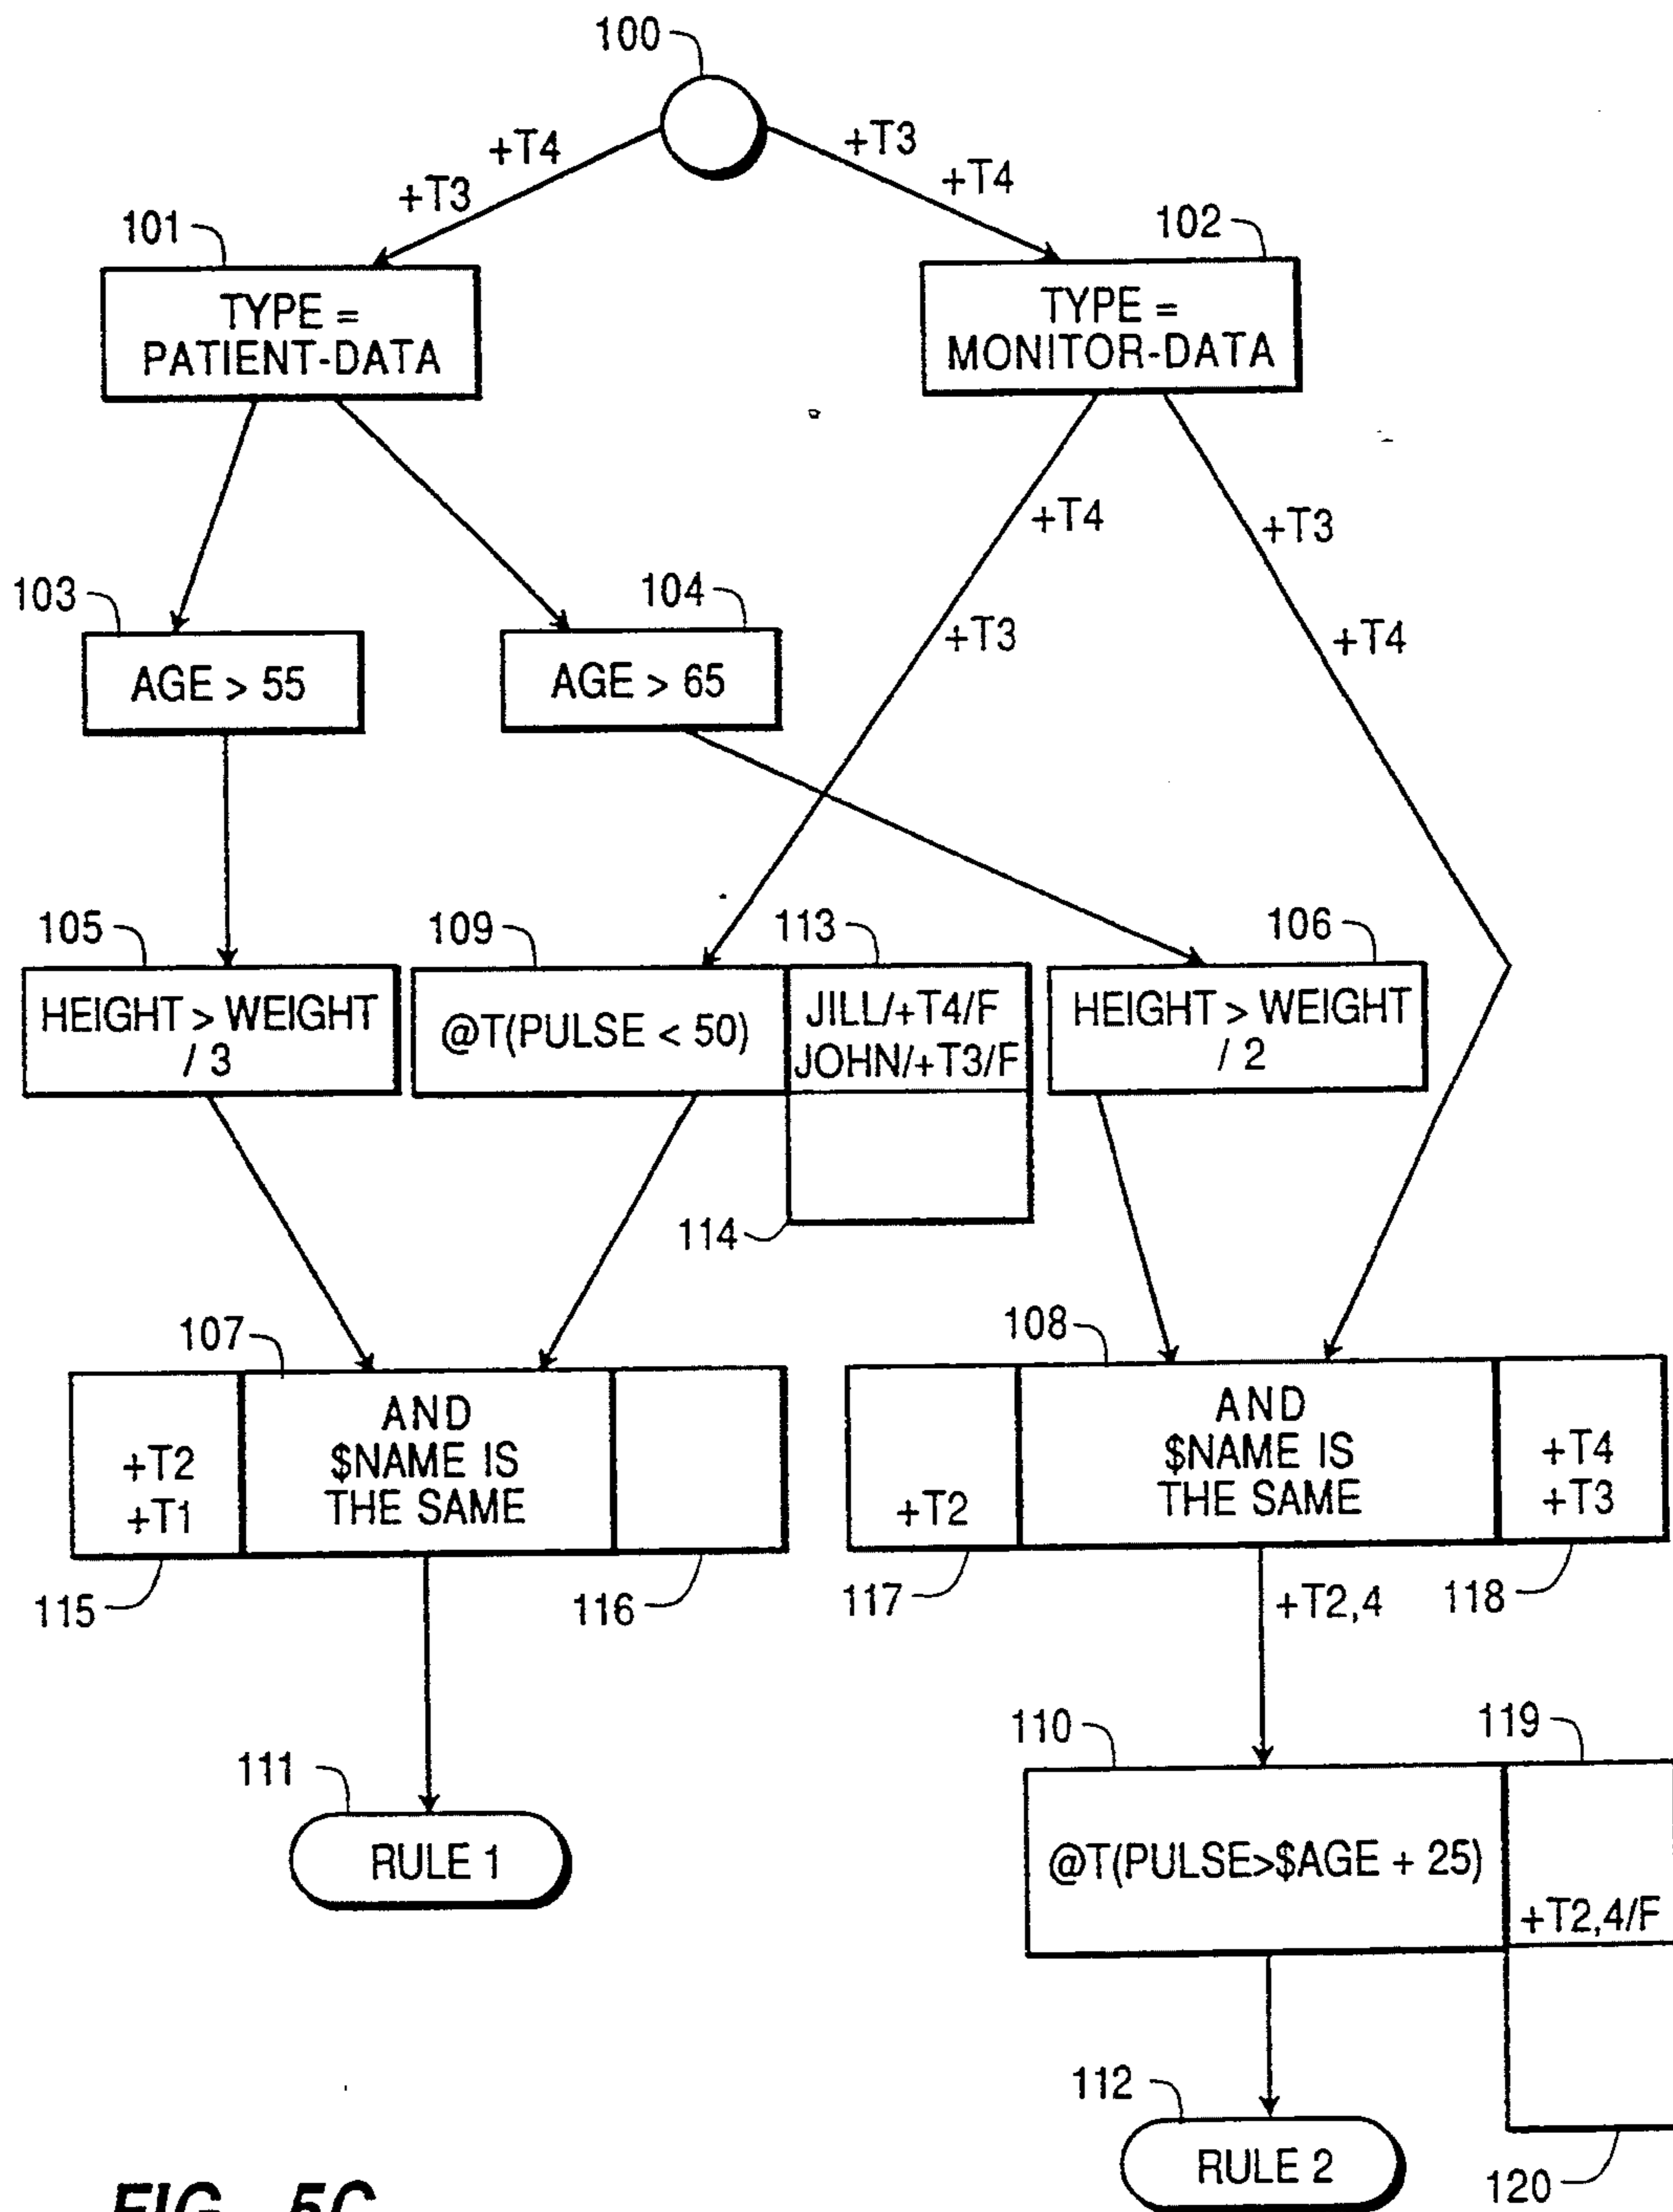 100
+T4
+T3
+T3
+T4
101
102
TYPE =
PATIENT-DATA
TYPE =
MONITOR-DATA
+T4
+T3
+T3
+T4
103
104
AGE > 55
AGE > 65
105
109
113
106
HEIGHT > WEIGHT
/ 3
@T(PULSE < 50)
JILL/+T4/F
JOHN/+T3/F
HEIGHT > WEIGHT
/ 2
114
107
108
+T2
+T1
AND
$NAME IS
THE SAME
+T2
AND
$NAME IS
THE SAME
+T4
+T3
115
116
117
+T2,4
118
110
119
111
RULE 1
@T(PULSE>$AGE + 25)
+T2,4/F
112
RULE 2
120
FIG. 5C